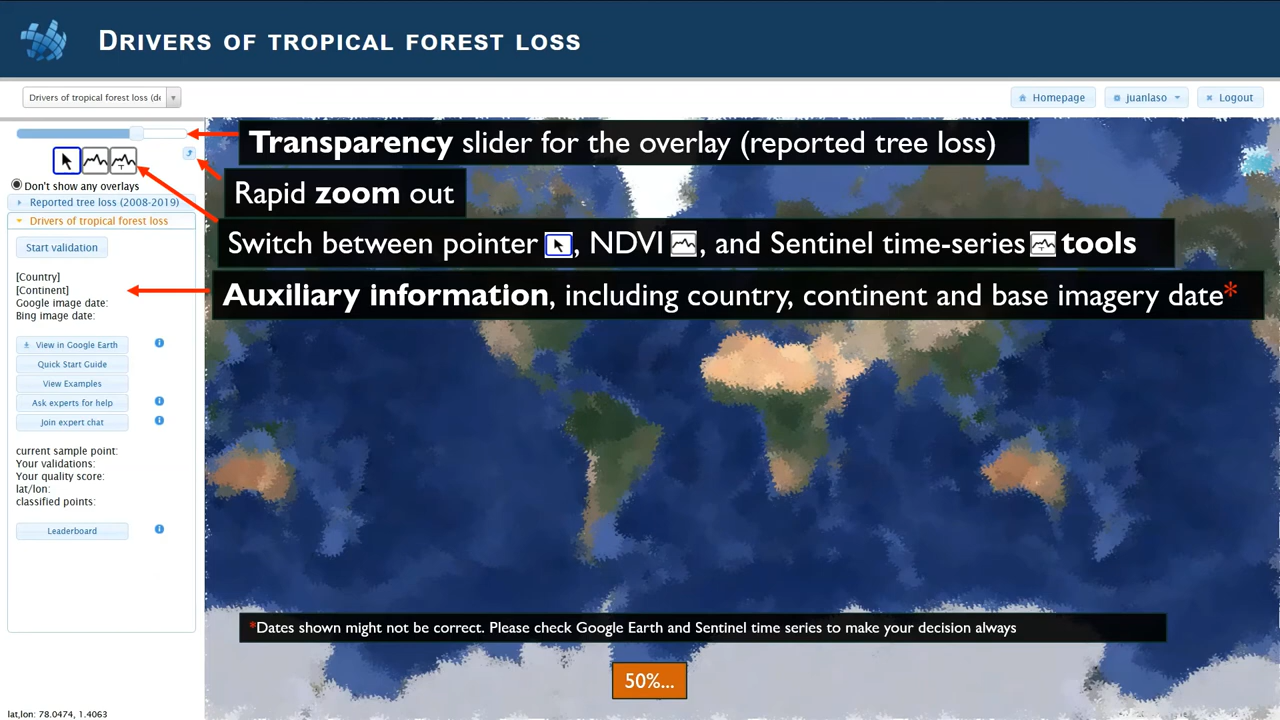 DRIVERS OF TROPICAL FOREST LOSS
Drivers of tropical forest loss (de
Homepage
juanlaso
Logout
Transparency slider for the overlay (reported tree loss)
Rapid zoom out
Don't show any overlays
Reported tree loss (2008-2019)
Drivers of tropical forest loss
Switch between pointer, NDVI, and Sentinel time-series tools
Start validation
[Country]
[Continent]
Google image date:
Bing image date:
Auxiliary information, including country, continent and base imagery date*
View in Google Earth
Quick Start Guide
View Examples
Ask experts for help
Join expert chat
current sample point:
Your validations:
Your quality score:
lat/lon:
classified points:
Leaderboard
*Dates shown might not be correct. Please check Google Earth and Sentinel time series to make your decision always
50%...
lat,lon: 78.0474, 1.4063